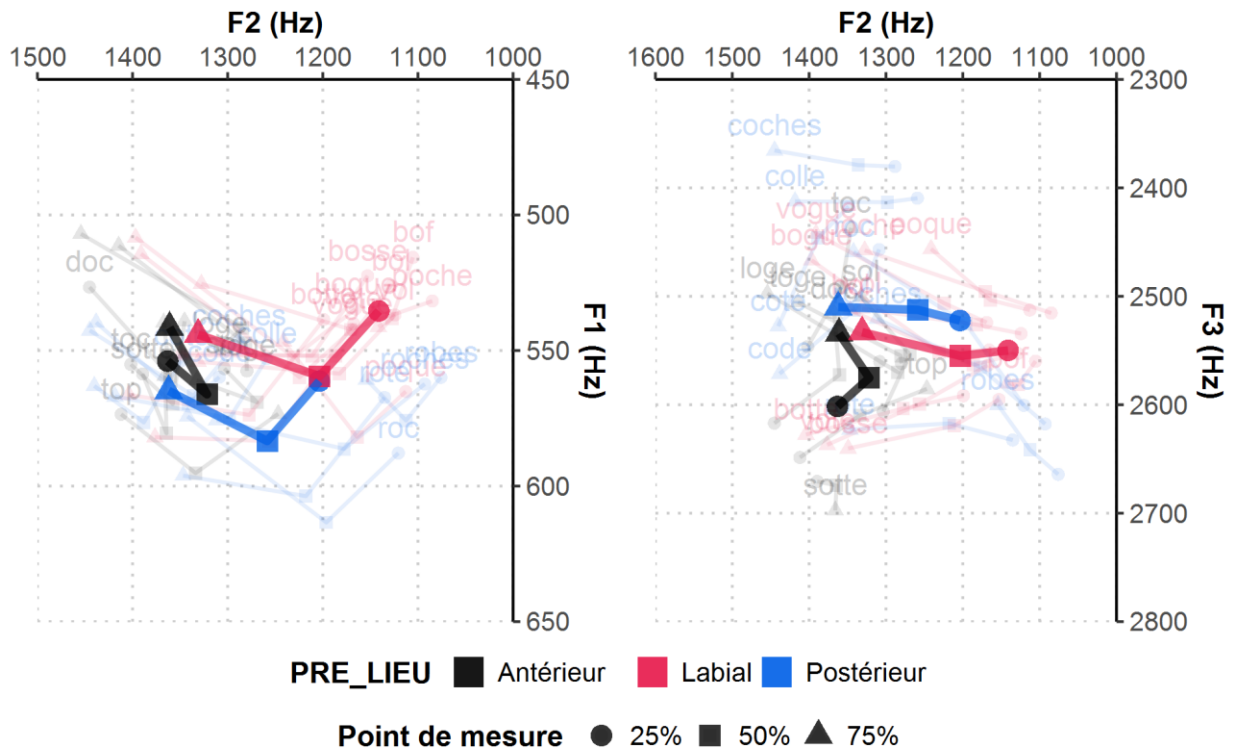 F2 (Hz)
F2 (Hz)
1500 1400 1300 1200 1100 1000
1600 1500 1400 1300 1200 1100 1000
450
500
550
600
650
F1 (Hz)
2300
2400
2500
2600
2700
2800
F3 (Hz)
doc
bof
bosse
poche
coches
colle
toc
sotte
top
roc
robes
coches
colle
toc
vogue
poche
poque
loge
toge
sol
code
top
bof
robes
bosse
sotte
PRE_LIEU Antérieur Labial Postérieur
Point de mesure 25% 50% 75%